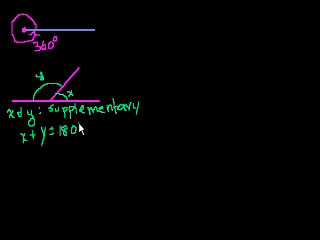 360°
y
x
x & y : supplementary
x + y = 180